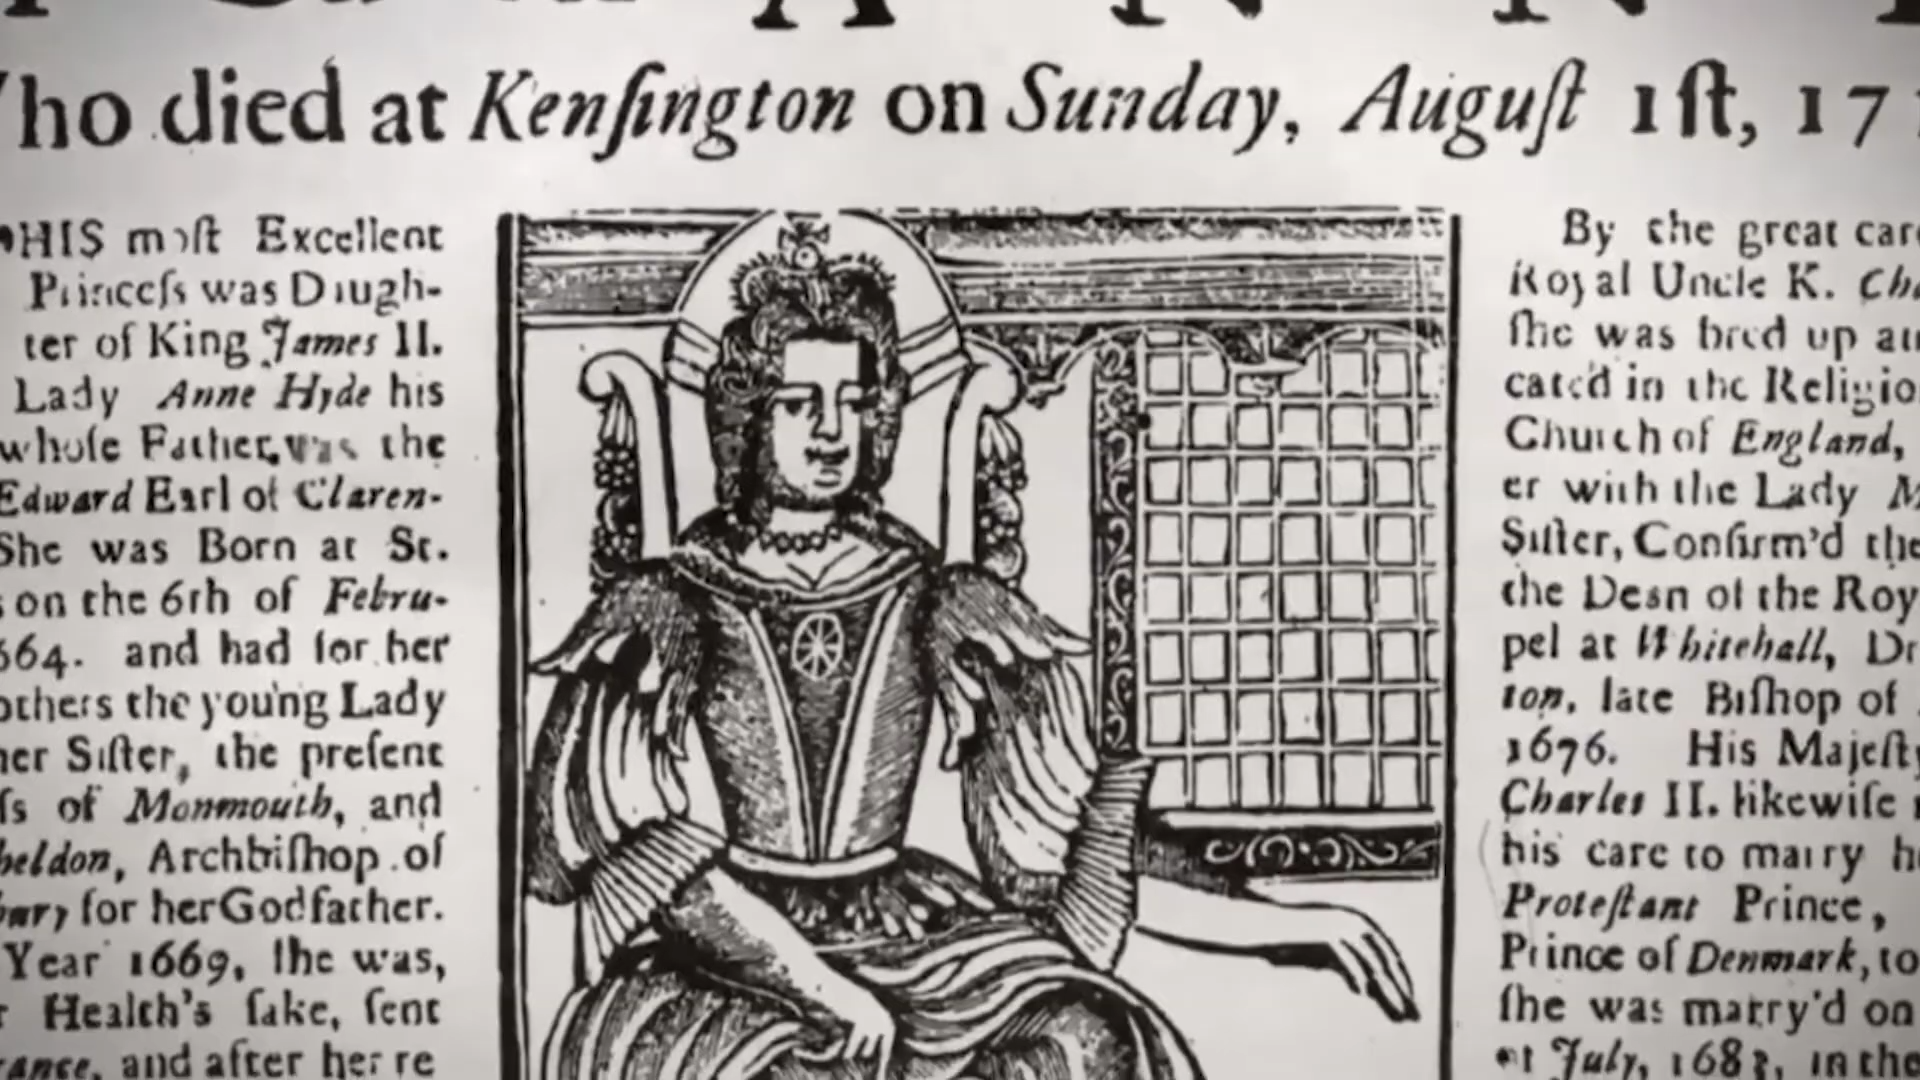 A N N
ho died at Kenſington on Sunday, Auguſt 1ſt, 17
HIS moſt Excellent
Princeſs was Daugh-
ter of King James II.
Lady Anne Hyde his
whoſe Father, was the
Edward Earl of Claren-
She was Born at St.
on the 6th of Febru-
664. and had for her
others the young Lady
her Siſter, the preſent
ſs of Monmouth, and
heldon, Archbiſhop of
bury for her Godfather.
Year 1669, ſhe was,
r Health's ſake, ſent
rance, and after her re
By the great car
Royal Uncle K. Cha
ſhe was bred up an
cated in the Religio
Church of England,
er with the Lady M
Siſter, Confirm'd the
the Dean of the Roy
pel at Whitehall, Dr
ton, late Biſhop of
1676. His Majeſty
Charles II. likewiſe
his care to marry h
Proteſtant Prince,
Prince of Denmark, to
ſhe was marry'd on
of July, 1683, in the